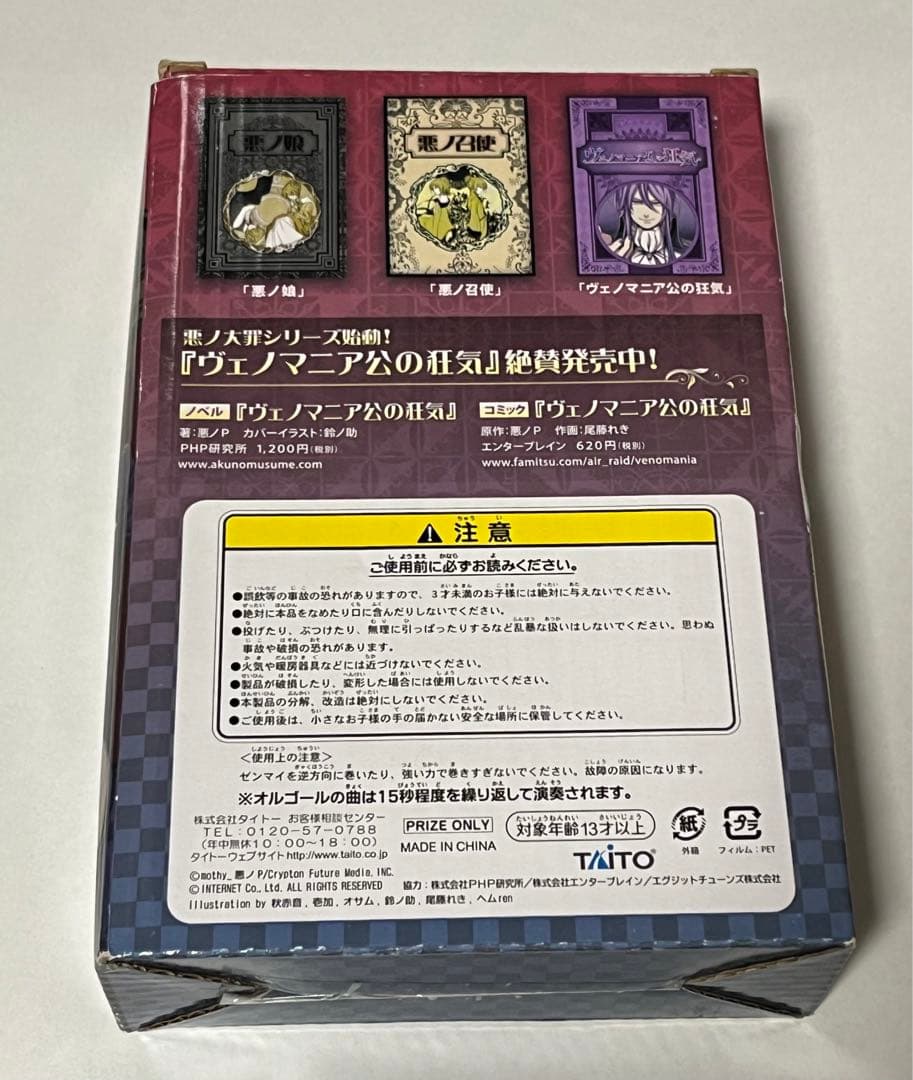 悪ノ娘
悪ノ召使
ヴェノマニア公の狂気
「悪ノ娘」
「悪ノ召使」
「ヴェノマニア公の狂気」
悪ノ大罪シリーズ始動!
『ヴェノマニア公の狂気』絶賛発売中!
ノベル 『ヴェノマニア公の狂気』
著:悪ノP カバーイラスト:鈴ノ助
PHP研究所 1,200円(税別)
www.akunomusume.com
コミック 『ヴェノマニア公の狂気』
原作:悪ノP 作画:尾藤れき
エンターブレイン 620円(税別)
www.famitsu.com/air_raid/venomania
注意
ご使用前に必ずお読みください。
●誤飲等の事故の恐れがありますので、3才未満のお子様には絶対に与えないでください。
●絶対に本品をなめたり口に含んだりしないでください。
●投げたり、ぶつけたり、無理に引っぱったりするなど乱暴な扱いはしないでください。思わぬ
事故や破損の恐れがあります。
●火気や暖房器具などには近づけないでください。
●製品が破損したり、変形した場合には使用しないでください。
●本製品の分解、改造は絶対にしないでください。
●ご使用後は、小さなお子様の手の届かない安全な場所に保管してください。
<使用上の注意>
ゼンマイを逆方向に巻いたり、強い力で巻きすぎないでください。故障の原因になります。
※オルゴールの曲は15秒程度を繰り返して演奏されます。
株式会社タイトー お客様相談センター
TEL:0120-57-0788
(年中無休10:00~18:00)
タイトーウェブサイト http://www.taito.co.jp
PRIZE ONLY
MADE IN CHINA
対象年齢13才以上
TAITO®
紙
外箱
プラ
フィルム:PET
©mothy_悪ノP/Crypton Future Media, INC.
©INTERNET Co., Ltd. ALL RIGHTS RESERVED
Illustration by 秋赤音, 壱加, オサム, 鈴ノ助, 尾藤れき, ヘムren
協力:株式会社PHP研究所/株式会社エンターブレイン/エグジットチューンズ株式会社